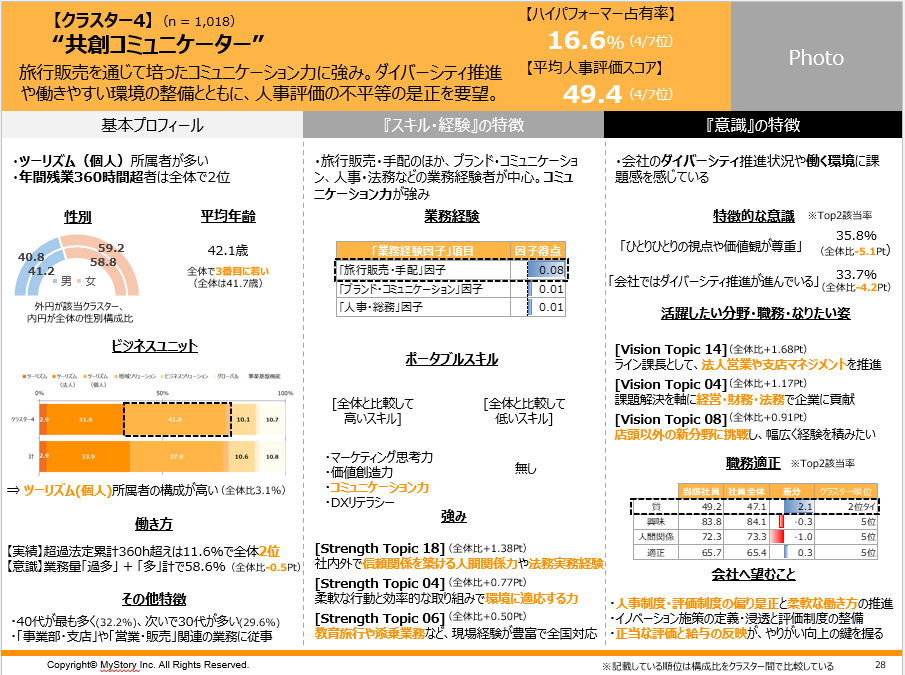 【クラスター4】（n = 1,018）
“共創コミュニケーター”
旅行販売を通じて培ったコミュニケーション力に強み。ダイバーシティ推進
や働きやすい環境の整備とともに、人事評価の不平等の是正を要望。
【ハイパフォーマー占有率】
16.6% (4/7位)
【平均人事評価スコア】
49.4 (4/7位)
Photo
基本プロフィール
・ツーリズム（個人）所属者が多い
・年間残業360時間超者は全体で2位
性別
平均年齢
59.2
40.8
58.8
41.2
男 女
外円が該当クラスター、
内円が全体の性別構成比
42.1歳
全体で3番目に若い
（全体は41.7歳）
ビジネスユニット
ツーリズム ツーリズム（法人） ツーリズム（個人） 地域ソリューション ビジネスソリューション グローバル 事業基盤機能
0% 50% 100%
クラスター4 2.9 31.6 41.0 10.1 10.7
計 2.9 33.9 37.9 10.6 10.8
⇒ ツーリズム(個人)所属者の構成が高い（全体比3.1%）
働き方
【実績】超過法定累計360h超えは11.6%で全体2位
【意識】業務量「過多」＋「多」計で58.6%（全体比-0.5Pt）
その他特徴
・40代が最も多く(32.2%)、次いで30代が多い(29.6%)
・「事業部・支店」や「営業・販売」関連の業務に従事
『スキル・経験』の特徴
・旅行販売・手配のほか、ブランド・コミュニケーショ
ン、人事・法務などの業務経験者が中心。コミュ
ニケーション力が強み
業務経験
「業務経験因子」項目 因子得点
「旅行販売・手配」因子 0.08
「ブランド・コミュニケーション」因子 0.01
「人事・総務」因子 0.01
ポータブルスキル
[全体と比較して
高いスキル]
[全体と比較して
低いスキル]
・マーケティング思考力
・価値創造力
・コミュニケーション力
・DXリテラシー
無し
強み
[Strength Topic 18] (全体比+1.38Pt)
社内外で信頼関係を築ける人間関係力や法務実務経験
[Strength Topic 04] (全体比+0.77Pt)
柔軟な行動と効率的な取り組みで環境に適応する力
[Strength Topic 06] (全体比+0.50Pt)
教育旅行や添乗業務など、現場経験が豊富で全国対応
『意識』の特徴
・会社のダイバーシティ推進状況や働く環境に課
題感を感じている
特徴的な意識 ※Top2該当率
「ひとりひとりの視点や価値観が尊重」
35.8%
(全体比-5.1Pt)
「会社ではダイバーシティ推進が進んでいる」
33.7%
(全体比-4.2Pt)
活躍したい分野・職務・なりたい姿
[Vision Topic 14] (全体比+1.68Pt)
ライン課長として、法人営業や支店マネジメントを推進
[Vision Topic 04] (全体比+1.17Pt)
課題解決を軸に経営・財務・法務で企業に貢献
[Vision Topic 08] (全体比+0.91Pt)
店頭以外の新分野に挑戦し、幅広く経験を積みたい
職務適正 ※Top2該当率
当該社員 社員全体 差分 クラスター順位
質 49.2 47.1 2.1 2位タイ
興味 83.8 84.1 -0.3 5位
人間関係 72.3 73.3 -1.0 5位
適正 65.7 65.4 0.3 5位
会社へ望むこと
・人事制度・評価制度の偏り是正と柔軟な働き方の推進
・イノベーション施策の定義・浸透と評価制度の整備
・正当な評価と給与の反映が、やりがい向上の鍵を握る
Copyright© MyStory Inc. All Rights Reserved.
※記載している順位は構成比をクラスター間で比較している
28